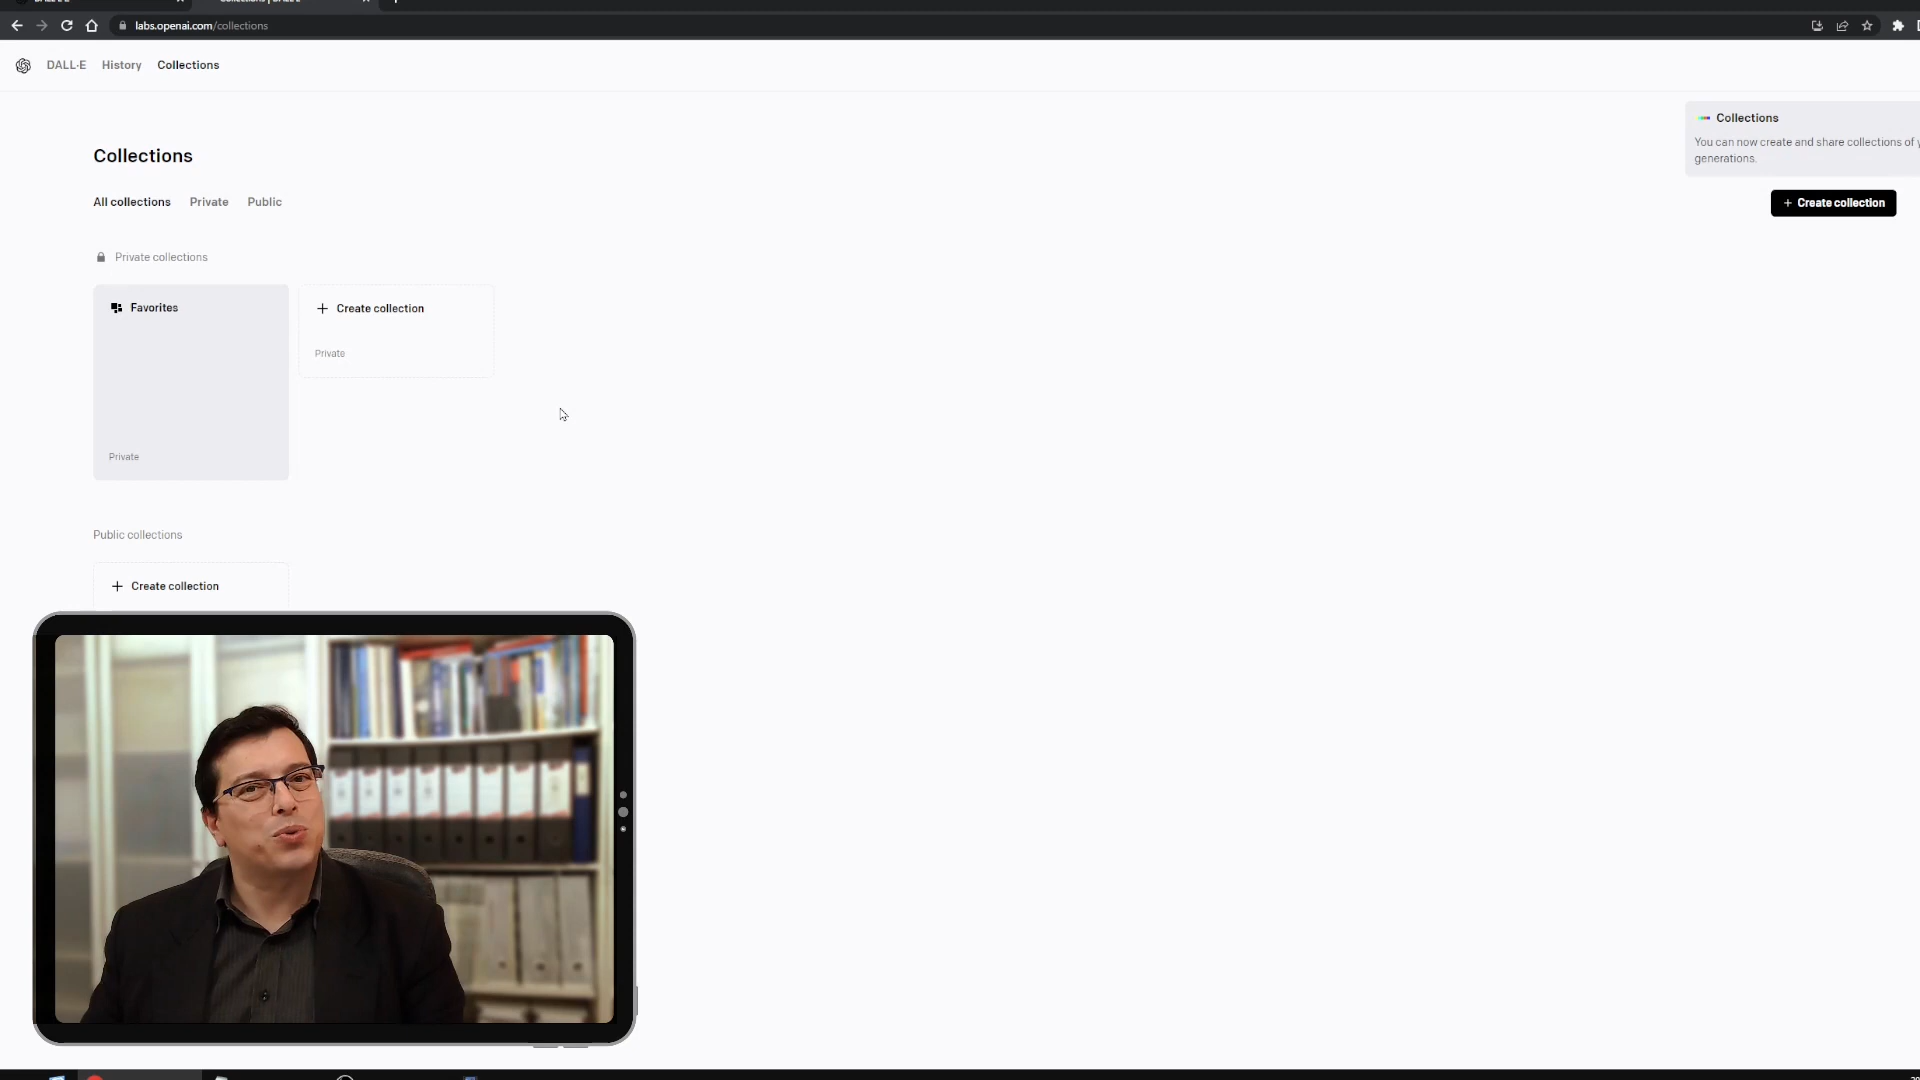 labs.openai.com/collections
DALL·E History Collections
Collections
You can now create and share collections of
generations.
Collections
All collections Private Public
+ Create collection
Private collections
Favorites
+ Create collection
Private
Private
Public collections
+ Create collection